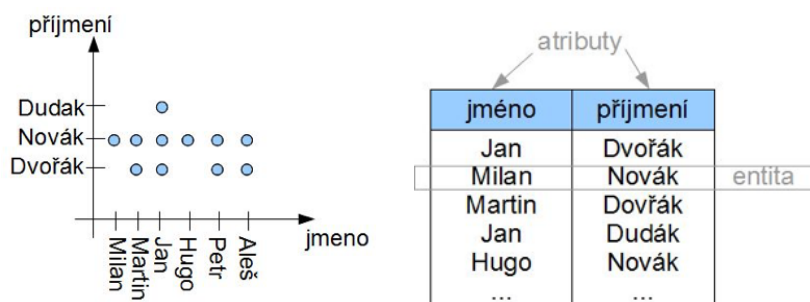 příjmení
Dudak
Novák
Dvořák
Milan
Martin
Jan
Hugo
Petr
Aleš
jmeno
atributy
jméno příjmení
Jan Dvořák
Milan Novák entita
Martin Dovřák
Jan Dudák
Hugo Novák
... ...